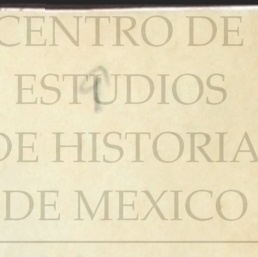 CENTRO DE
ESTUDIOS
DE HISTORIA
DE MEXICO